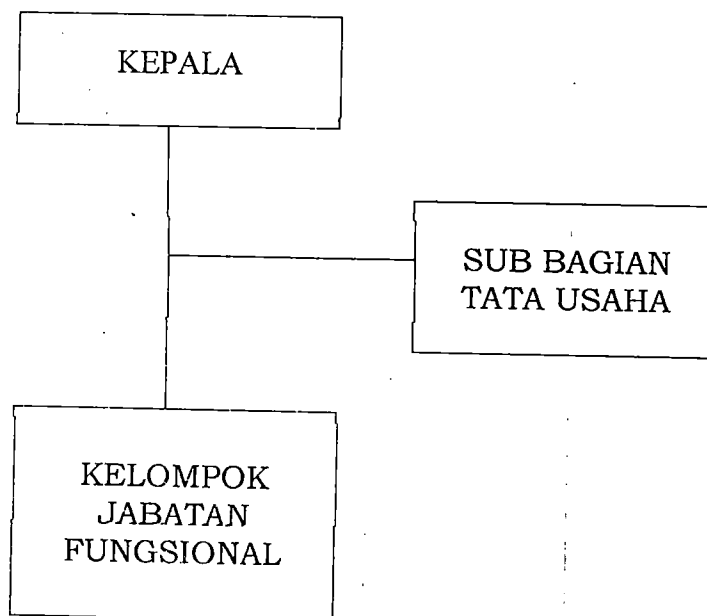 KEPALA
SUB BAGIAN
TATA USAHA
KELOMPOK
JABATAN
FUNGSIONAL